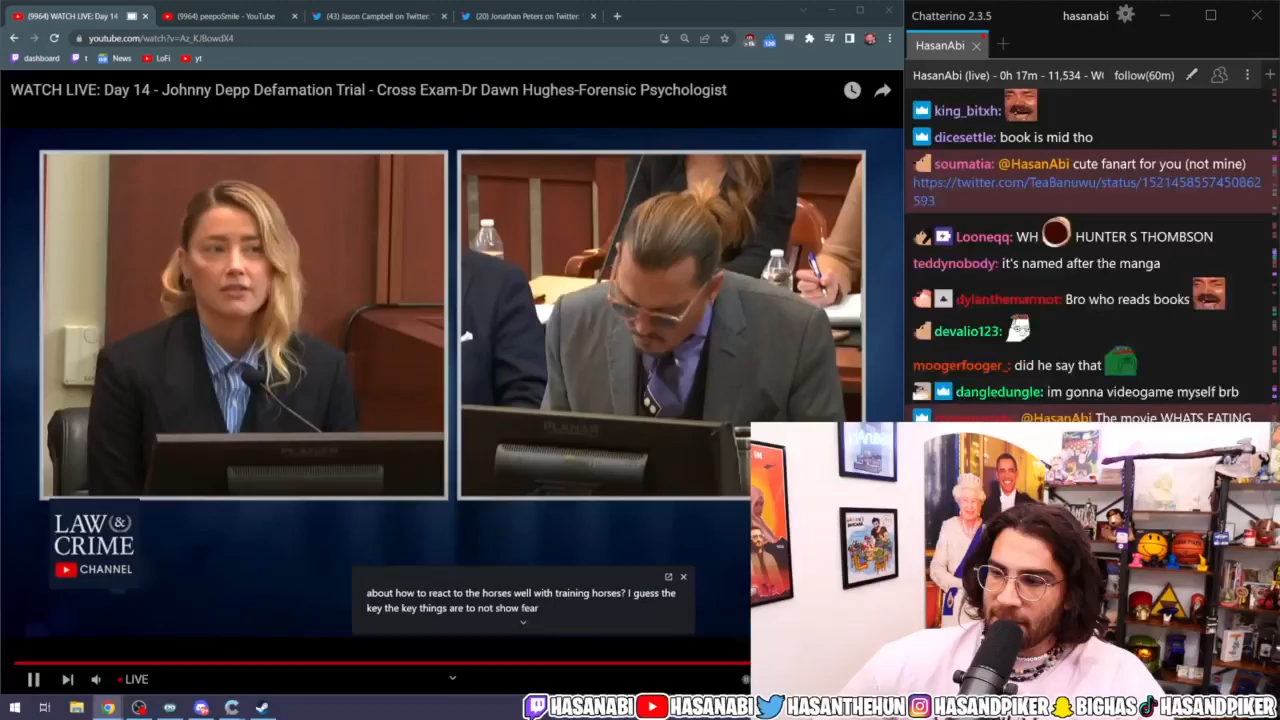 (9964) WATCH LIVE: Day 14
(9964) peepoSmile - YouTube
(43) Jason Campbell on Twitter:
(20) Jonathan Peters on Twitter:
youtube.com/watch?v=Az_KJ8owdX4
dashboard
t
News
LoFi
yt
WATCH LIVE: Day 14 - Johnny Depp Defamation Trial - Cross Exam-Dr Dawn Hughes-Forensic Psychologist
PLANAR
PLANAR
LAW &
CRIME
CHANNEL
about how to react to the horses well with training horses? I guess the
key the key things are to not show fear
LIVE
Chatterino 2.3.5
hasanabi
HasanAbi
HasanAbi (live) - 0h 17m - 11,534 - W
follow(60m)
king_bitxh:
dicesettle: book is mid tho
soumatia: @HasanAbi cute fanart for you (not mine)
https://twitter.com/TeaBanuwu/status/1521458557450862
593
Looneqq: WH HUNTER S THOMBSON
teddynobody: it's named after the manga
dylanthemarmot: Bro who reads books
devalio123:
moogerfooger_: did he say that
dangledungle: im gonna videogame myself brb
@HasanAbi The movie WHATS EATING
HASANABI
HASANABI
HASANTHEHUN
HASANDPIKER
BIGHAS
HASANDPIKER